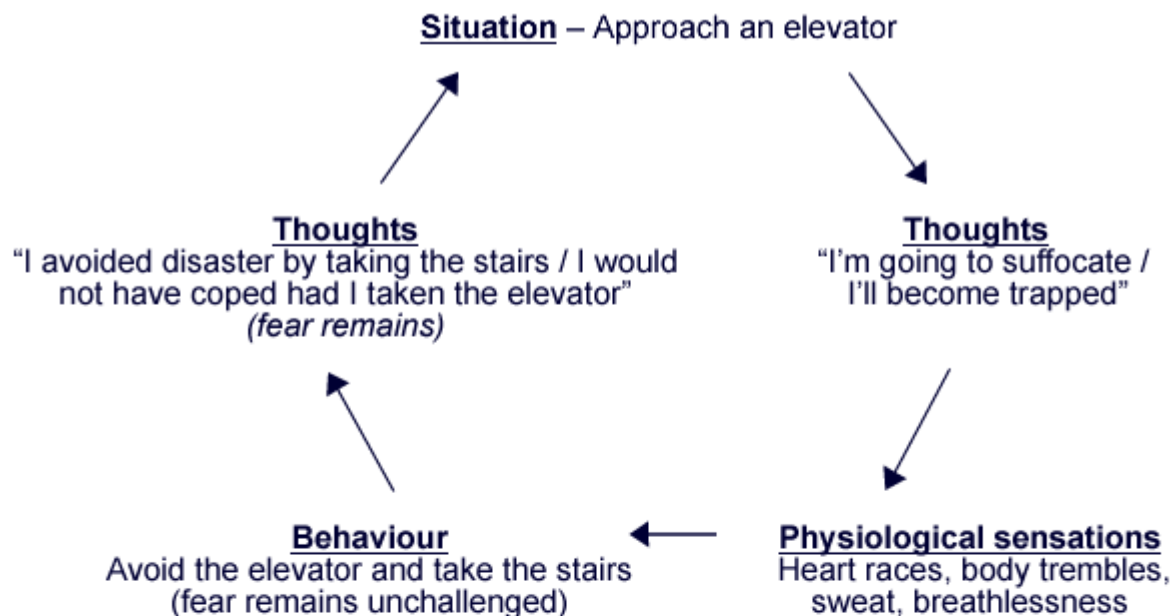 Situation – Approach an elevator
Thoughts
“I’m going to suffocate /
I’ll become trapped”
Physiological sensations
Heart races, body trembles,
sweat, breathlessness
Behaviour
Avoid the elevator and take the stairs
(fear remains unchallenged)
Thoughts
“I avoided disaster by taking the stairs / I would
not have coped had I taken the elevator”
(fear remains)